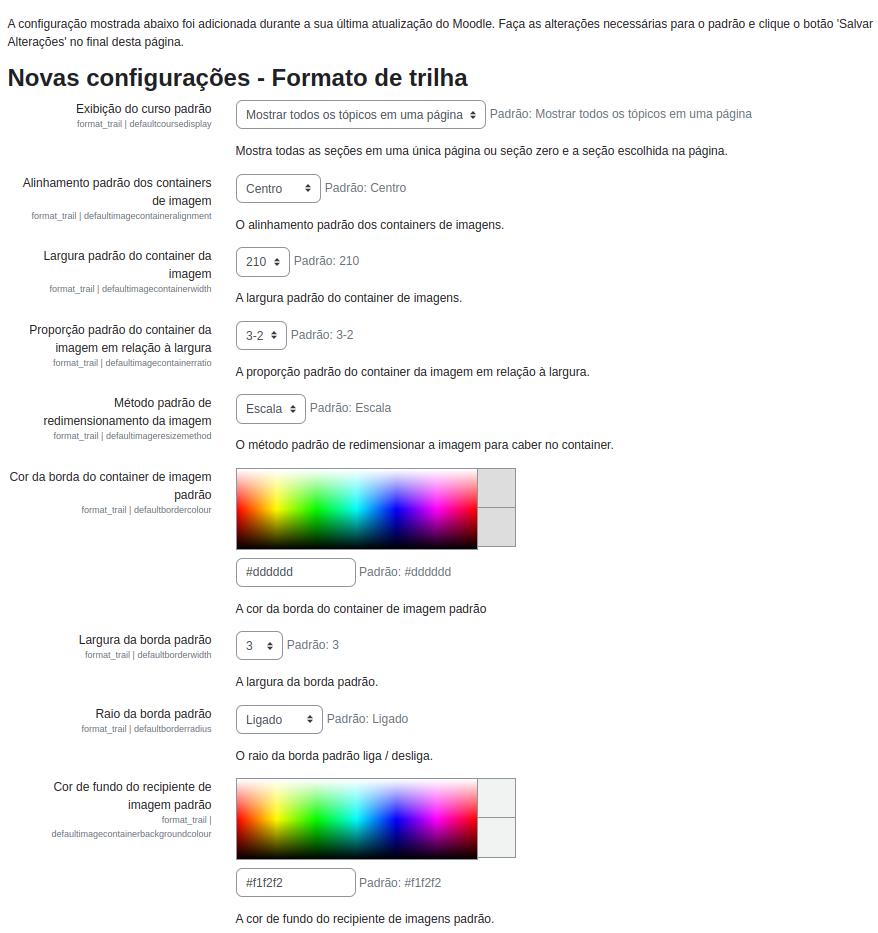 A configuração mostrada abaixo foi adicionada durante a sua última atualização do Moodle. Faça as alterações necessárias para o padrão e clique o botão 'Salvar
Alterações' no final desta página.
Novas configurações - Formato de trilha
Exibição do curso padrão
format_trail | defaultcoursedisplay
Mostrar todos os tópicos em uma página Padrão: Mostrar todos os tópicos em uma página
Mostra todas as seções em uma única página ou seção zero e a seção escolhida na página.
Alinhamento padrão dos containers
de imagem
format_trail | defaultimagecontaineralignment
Centro Padrão: Centro
O alinhamento padrão dos containers de imagens.
Largura padrão do container da
imagem
format_trail | defaultimagecontainerwidth
210 Padrão: 210
A largura padrão do container de imagens.
Proporção padrão do container da
imagem em relação à largura
format_trail | defaultimagecontainerratio
3-2 Padrão: 3-2
A proporção padrão do container da imagem em relação à largura.
Método padrão de
redimensionamento da imagem
format_trail | defaultimageresizemethod
Escala Padrão: Escala
O método padrão de redimensionar a imagem para caber no container.
Cor da borda do container de imagem
padrão
format_trail | defaultbordercolour
#dddddd Padrão: #dddddd
A cor da borda do container de imagem padrão
Largura da borda padrão
format_trail | defaultborderwidth
3 Padrão: 3
A largura da borda padrão.
Raio da borda padrão
format_trail | defaultborderradius
Ligado Padrão: Ligado
O raio da borda padrão liga / desliga.
Cor de fundo do recipiente de
imagem padrão
format_trail |
defaultimagecontainerbackgroundcolour
#f1f2f2 Padrão: #f1f2f2
A cor de fundo do recipiente de imagens padrão.